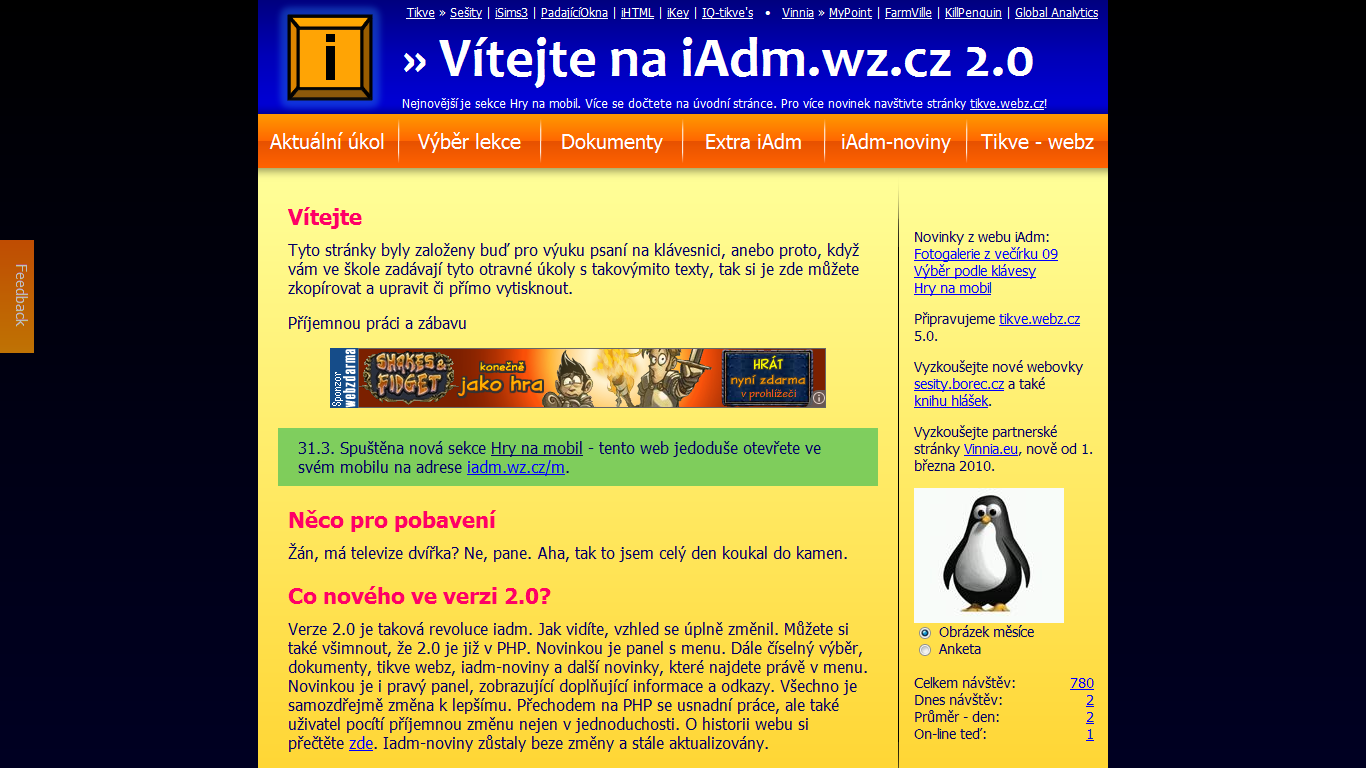 Tikve » Sešity | iSims3 | PadajícíOkna | iHTML | iKey | IQ-tikve's • Vinnia » MyPoint | FarmVille | KillPenguin | Global Analytics
i
» Vítejte na iAdm.wz.cz 2.0
Nejnovější je sekce Hry na mobil. Více se dočtete na úvodní stránce. Pro více novinek navštivte stránky tikve.webz.cz!
Aktuální úkol
Výběr lekce
Dokumenty
Extra iAdm
iAdm-noviny
Tikve - webz
Feedback
Vítejte
Tyto stránky byly založeny buď pro výuku psaní na klávesnici, anebo proto, když
vám ve škole zadávají tyto otravné úkoly s takovýmito texty, tak si je zde můžete
zkopírovat a upravit či přímo vytisknout.
Příjemnou práci a zábavu
Sponzor
webzdarma
SHAKES &
FIDGET
konečně
jako hra
HRÁT
nyní zdarma
v prohlížeči
31.3. Spuštěna nová sekce Hry na mobil - tento web jedoduše otevřete ve
svém mobilu na adrese iadm.wz.cz/m.
Něco pro pobavení
Žán, má televize dvířka? Ne, pane. Aha, tak to jsem celý den koukal do kamen.
Co nového ve verzi 2.0?
Verze 2.0 je taková revoluce iadm. Jak vidíte, vzhled se úplně změnil. Můžete si
také všimnout, že 2.0 je již v PHP. Novinkou je panel s menu. Dále číselný výběr,
dokumenty, tikve webz, iadm-noviny a další novinky, které najdete právě v menu.
Novinkou je i pravý panel, zobrazující doplňující informace a odkazy. Všechno je
samozdřejmě změna k lepšímu. Přechodem na PHP se usnadní práce, ale také
uživatel pocítí příjemnou změnu nejen v jednoduchosti. O historii webu si
přečtěte zde. Iadm-noviny zůstaly beze změny a stále aktualizovány.
Novinky z webu iAdm:
Fotogalerie z večírku 09
Výběr podle klávesy
Hry na mobil
Připravujeme tikve.webz.cz
5.0.
Vyzkoušejte nové webovky
sesity.borec.cz a také
knihu hlášek.
Vyzkoušejte partnerské
stránky Vinnia.eu, nově od 1.
března 2010.
Obrázek měsíce
Anketa
Celkem návštěv: 780
Dnes návštěv: 2
Průměr - den: 2
On-line teď: 1